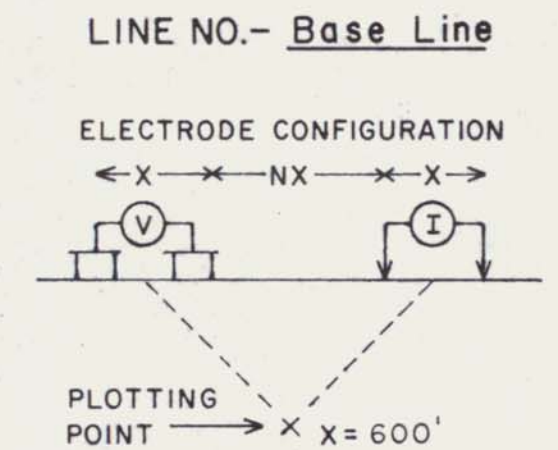 LINE NO.- Base Line
ELECTRODE CONFIGURATION
X NX X
V I
PLOTTING
POINT X X = 600'